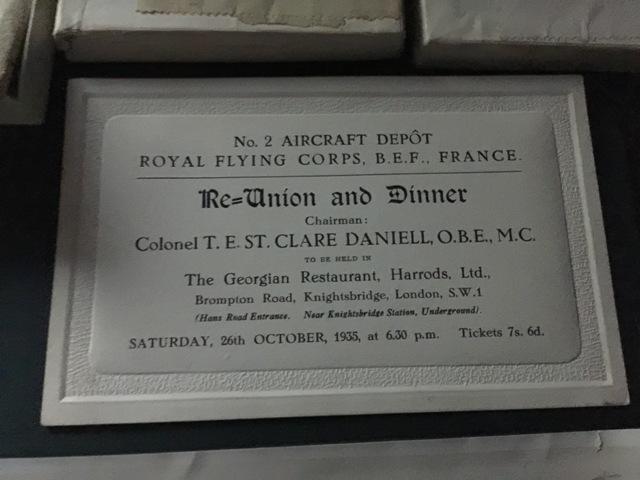 No. 2 AIRCRAFT DEPÔT
ROYAL FLYING CORPS, B.E.F., FRANCE.
Re=Union and Dinner
Chairman:
Colonel T. E. ST. CLARE DANIELL, O.B.E., M.C.
TO BE HELD IN
The Georgian Restaurant, Harrods, Ltd.,
Brompton Road, Knightsbridge, London, S.W.1
(Hans Road Entrance. Near Knightsbridge Station, Underground).
SATURDAY, 26th OCTOBER, 1935, at 6.30 p.m. Tickets 7s. 6d.